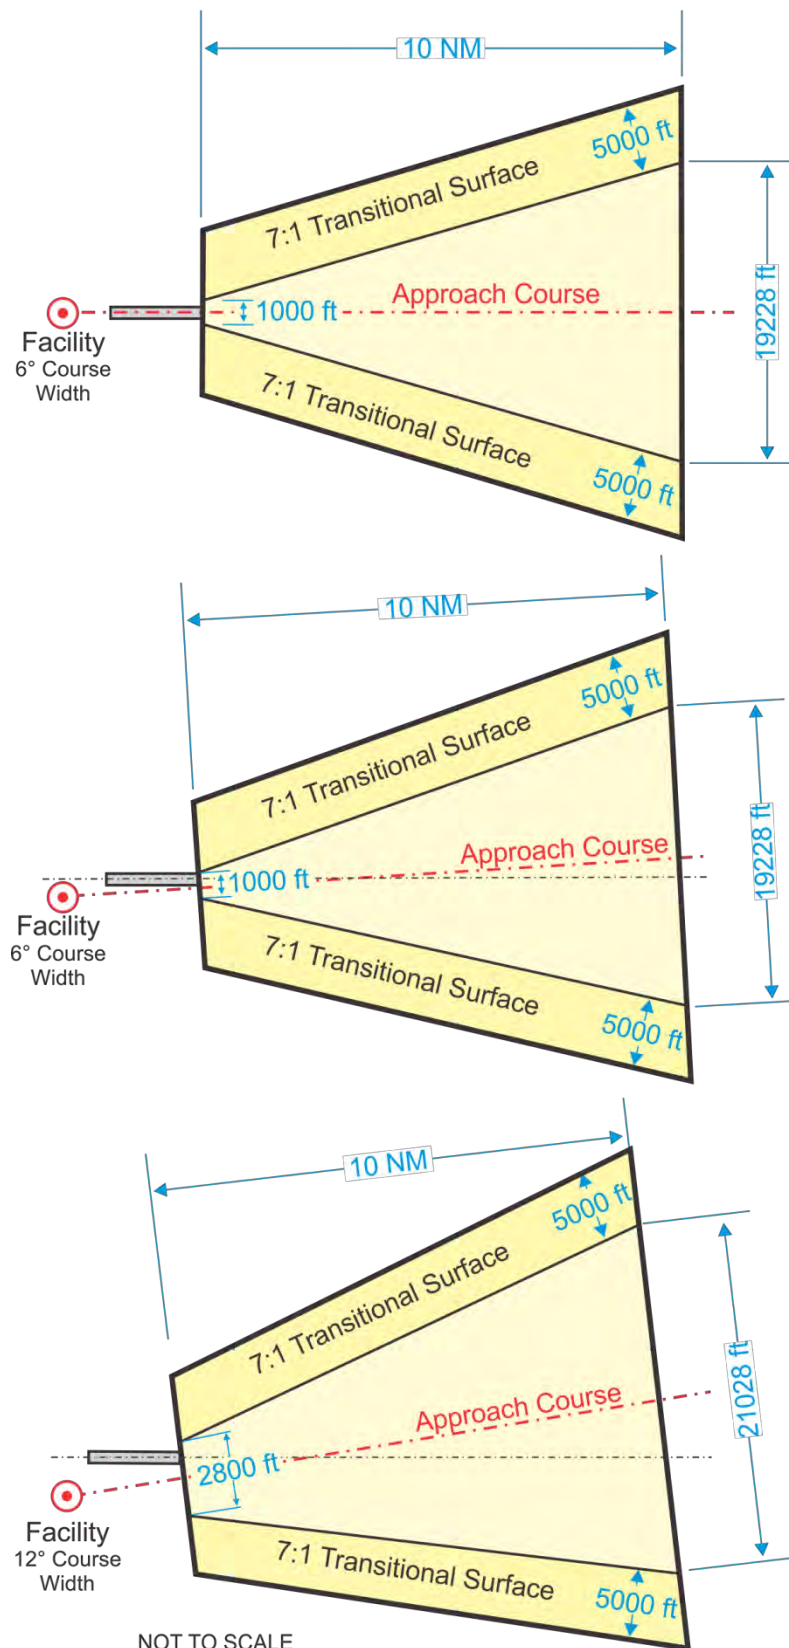 10 NM
5000 ft
7:1 Transitional Surface
Approach Course
1000 ft
19228 ft
Facility
6° Course
Width
7:1 Transitional Surface
5000 ft
10 NM
5000 ft
7:1 Transitional Surface
Approach Course
1000 ft
19228 ft
Facility
6° Course
Width
7:1 Transitional Surface
5000 ft
10 NM
5000 ft
7:1 Transitional Surface
Approach Course
21028 ft
2800 ft
Facility
12° Course
Width
7:1 Transitional Surface
5000 ft
NOT TO SCALE